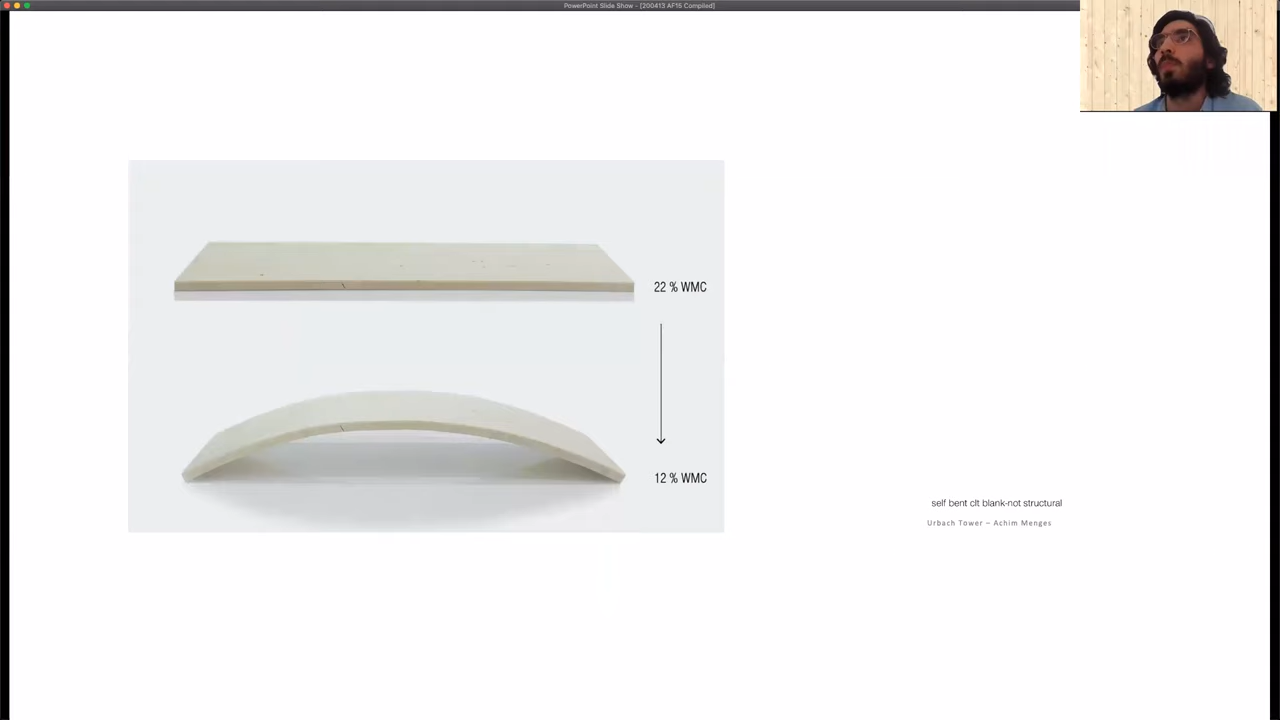 PowerPoint Slide Show - [200413 AF1S Compiled]
22 % WMC
12 % WMC
self bent clt blank-not structural
Urbach Tower – Achim Menges